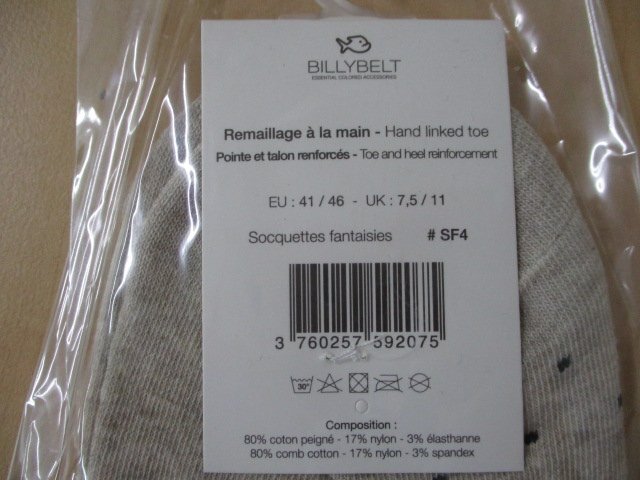 BILLYBELT
ESSENTIAL COLORED ACCESSORIES
Remaillage à la main - Hand linked toe
Pointe et talon renforcés - Toe and heel reinforcement
EU : 41 / 46 - UK : 7,5 / 11
Socquettes fantaisies # SF4
3 760257 592075
30°
Composition :
80% coton peigné - 17% nylon - 3% élasthanne
80% comb cotton - 17% nylon - 3% spandex